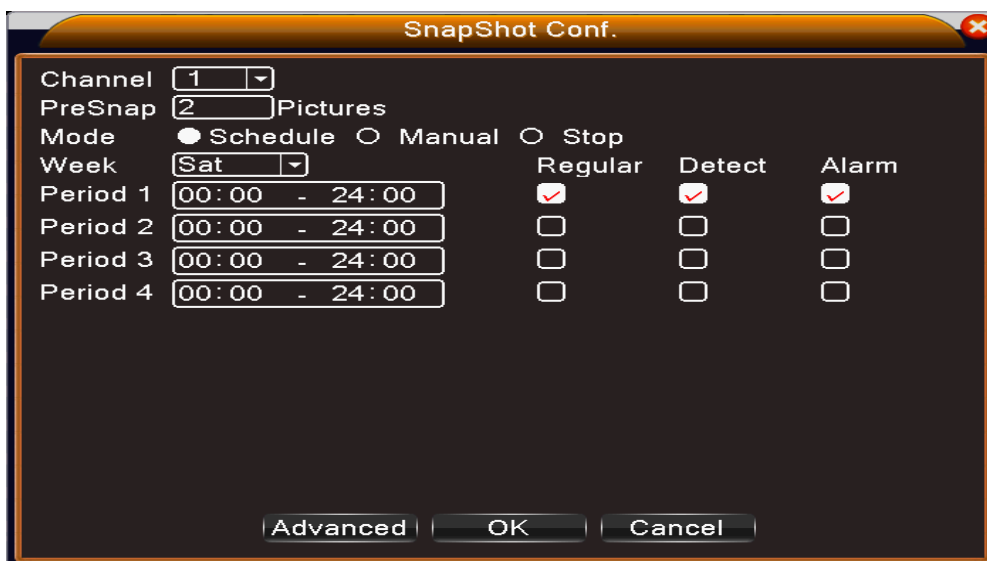 SnapShot Conf.
Channel 1
PreSnap 2 Pictures
Mode Schedule Manual Stop
Week Sat Regular Detect Alarm
Period 1 00:00 - 24:00
Period 2 00:00 - 24:00
Period 3 00:00 - 24:00
Period 4 00:00 - 24:00
Advanced OK Cancel